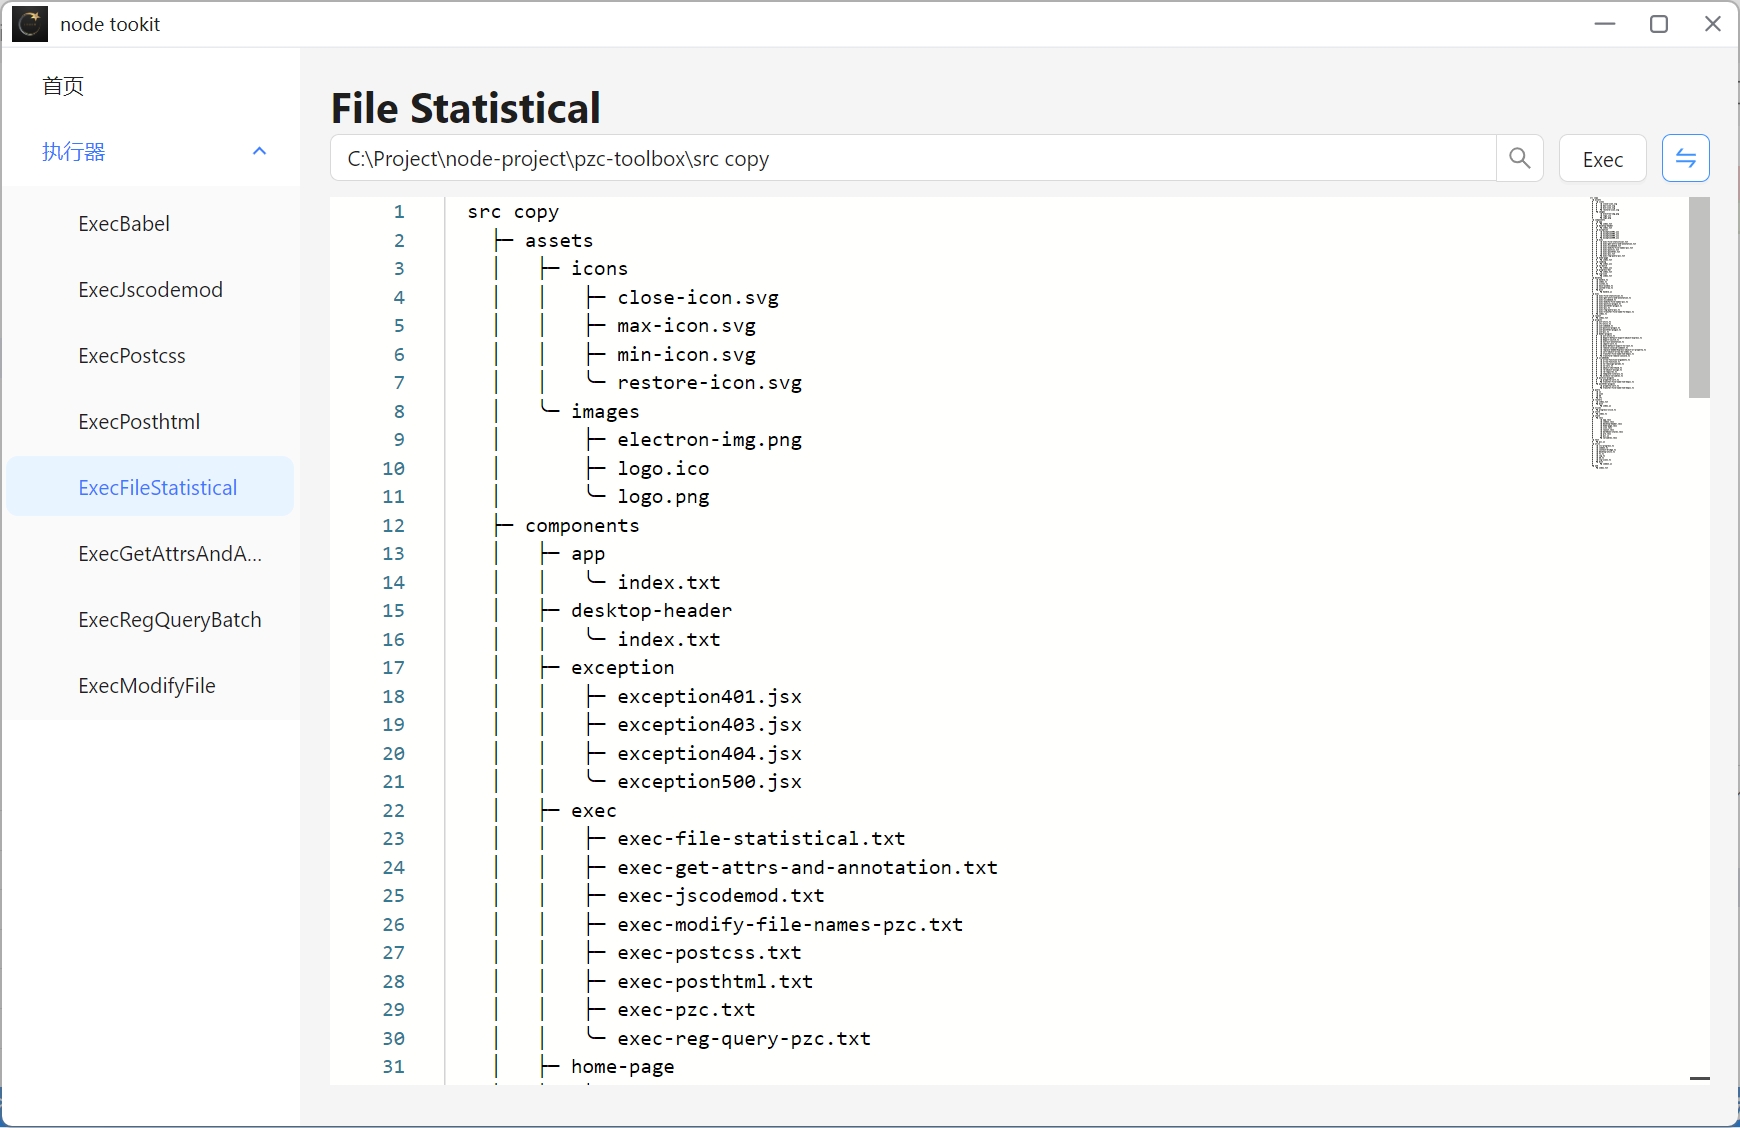 node tookit
首页
执行器
ExecBabel
ExecJscodemod
ExecPostcss
ExecPosthtml
ExecFileStatistical
ExecGetAttrsAndA...
ExecRegQueryBatch
ExecModifyFile
File Statistical
C:\Project\node-project\pzc-toolbox\src copy
Exec
1 src copy
2 ├─ assets
3 │ ├─ icons
4 │ │ ├─ close-icon.svg
5 │ │ ├─ max-icon.svg
6 │ │ ├─ min-icon.svg
7 │ │ ╰─ restore-icon.svg
8 │ ╰─ images
9 │ ├─ electron-img.png
10 │ ├─ logo.ico
11 │ ╰─ logo.png
12 ├─ components
13 │ ├─ app
14 │ │ ╰─ index.txt
15 │ ├─ desktop-header
16 │ │ ╰─ index.txt
17 │ ├─ exception
18 │ │ ├─ exception401.jsx
19 │ │ ├─ exception403.jsx
20 │ │ ├─ exception404.jsx
21 │ │ ╰─ exception500.jsx
22 │ ├─ exec
23 │ │ ├─ exec-file-statistical.txt
24 │ │ ├─ exec-get-attrs-and-annotation.txt
25 │ │ ├─ exec-jscodemod.txt
26 │ │ ├─ exec-modify-file-names-pzc.txt
27 │ │ ├─ exec-postcss.txt
28 │ │ ├─ exec-posthtml.txt
29 │ │ ├─ exec-pzc.txt
30 │ │ ╰─ exec-reg-query-pzc.txt
31 │ ├─ home-page